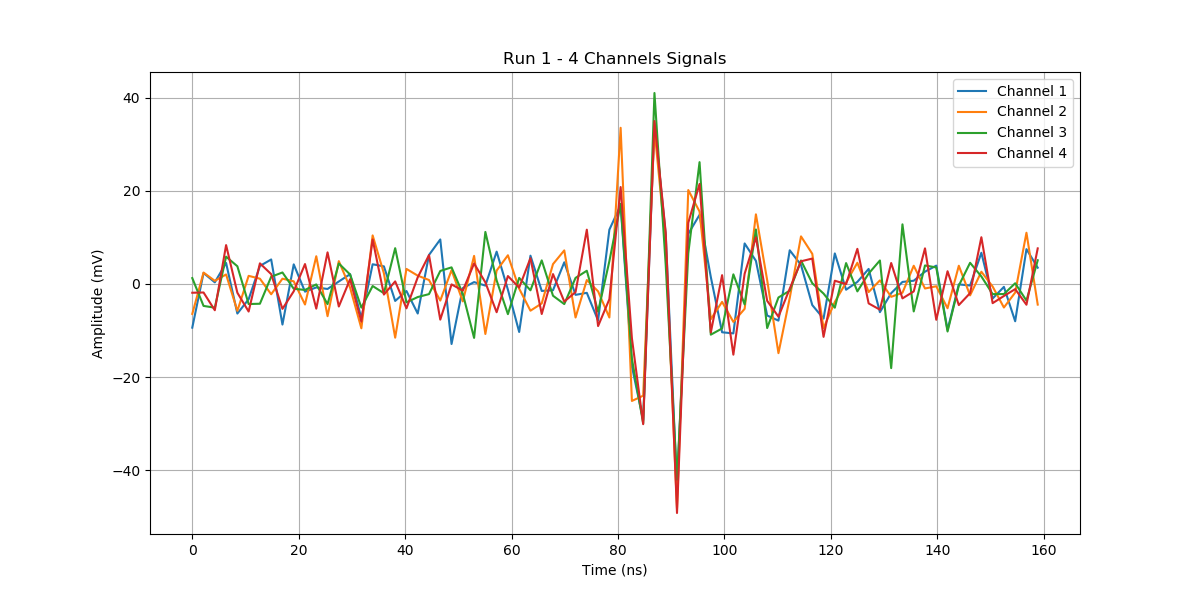 Run 1 - 4 Channels Signals
Amplitude (mV)
40
20
0
−20
−40
Channel 1
Channel 2
Channel 3
Channel 4
0 20 40 60 80 100 120 140 160
Time (ns)